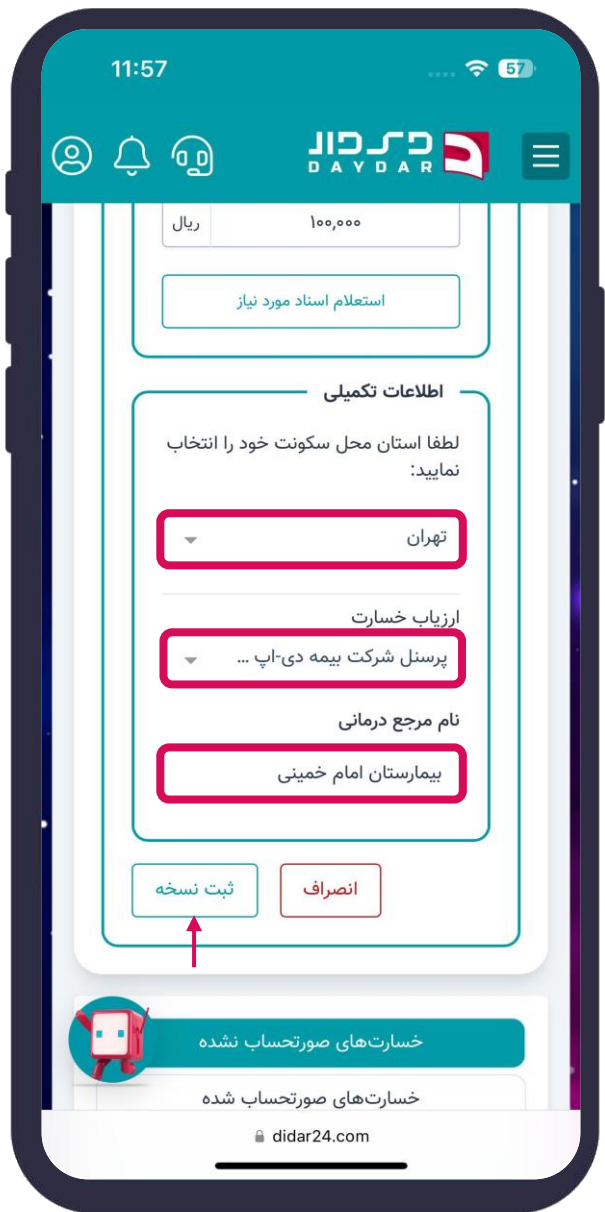 11:57
57
دی‌دار
DAYDAR
۱۰۰,۰۰۰ ریال
استعلام اسناد مورد نیاز
اطلاعات تکمیلی
لطفا استان محل سکونت خود را انتخاب
نمایید:
تهران
ارزیاب خسارت
پرسنل شرکت بیمه دی-اپ ...
نام مرجع درمانی
بیمارستان امام خمینی
انصراف
ثبت نسخه
خسارت‌های صورتحساب نشده
خسارت‌های صورتحساب شده
didar24.com